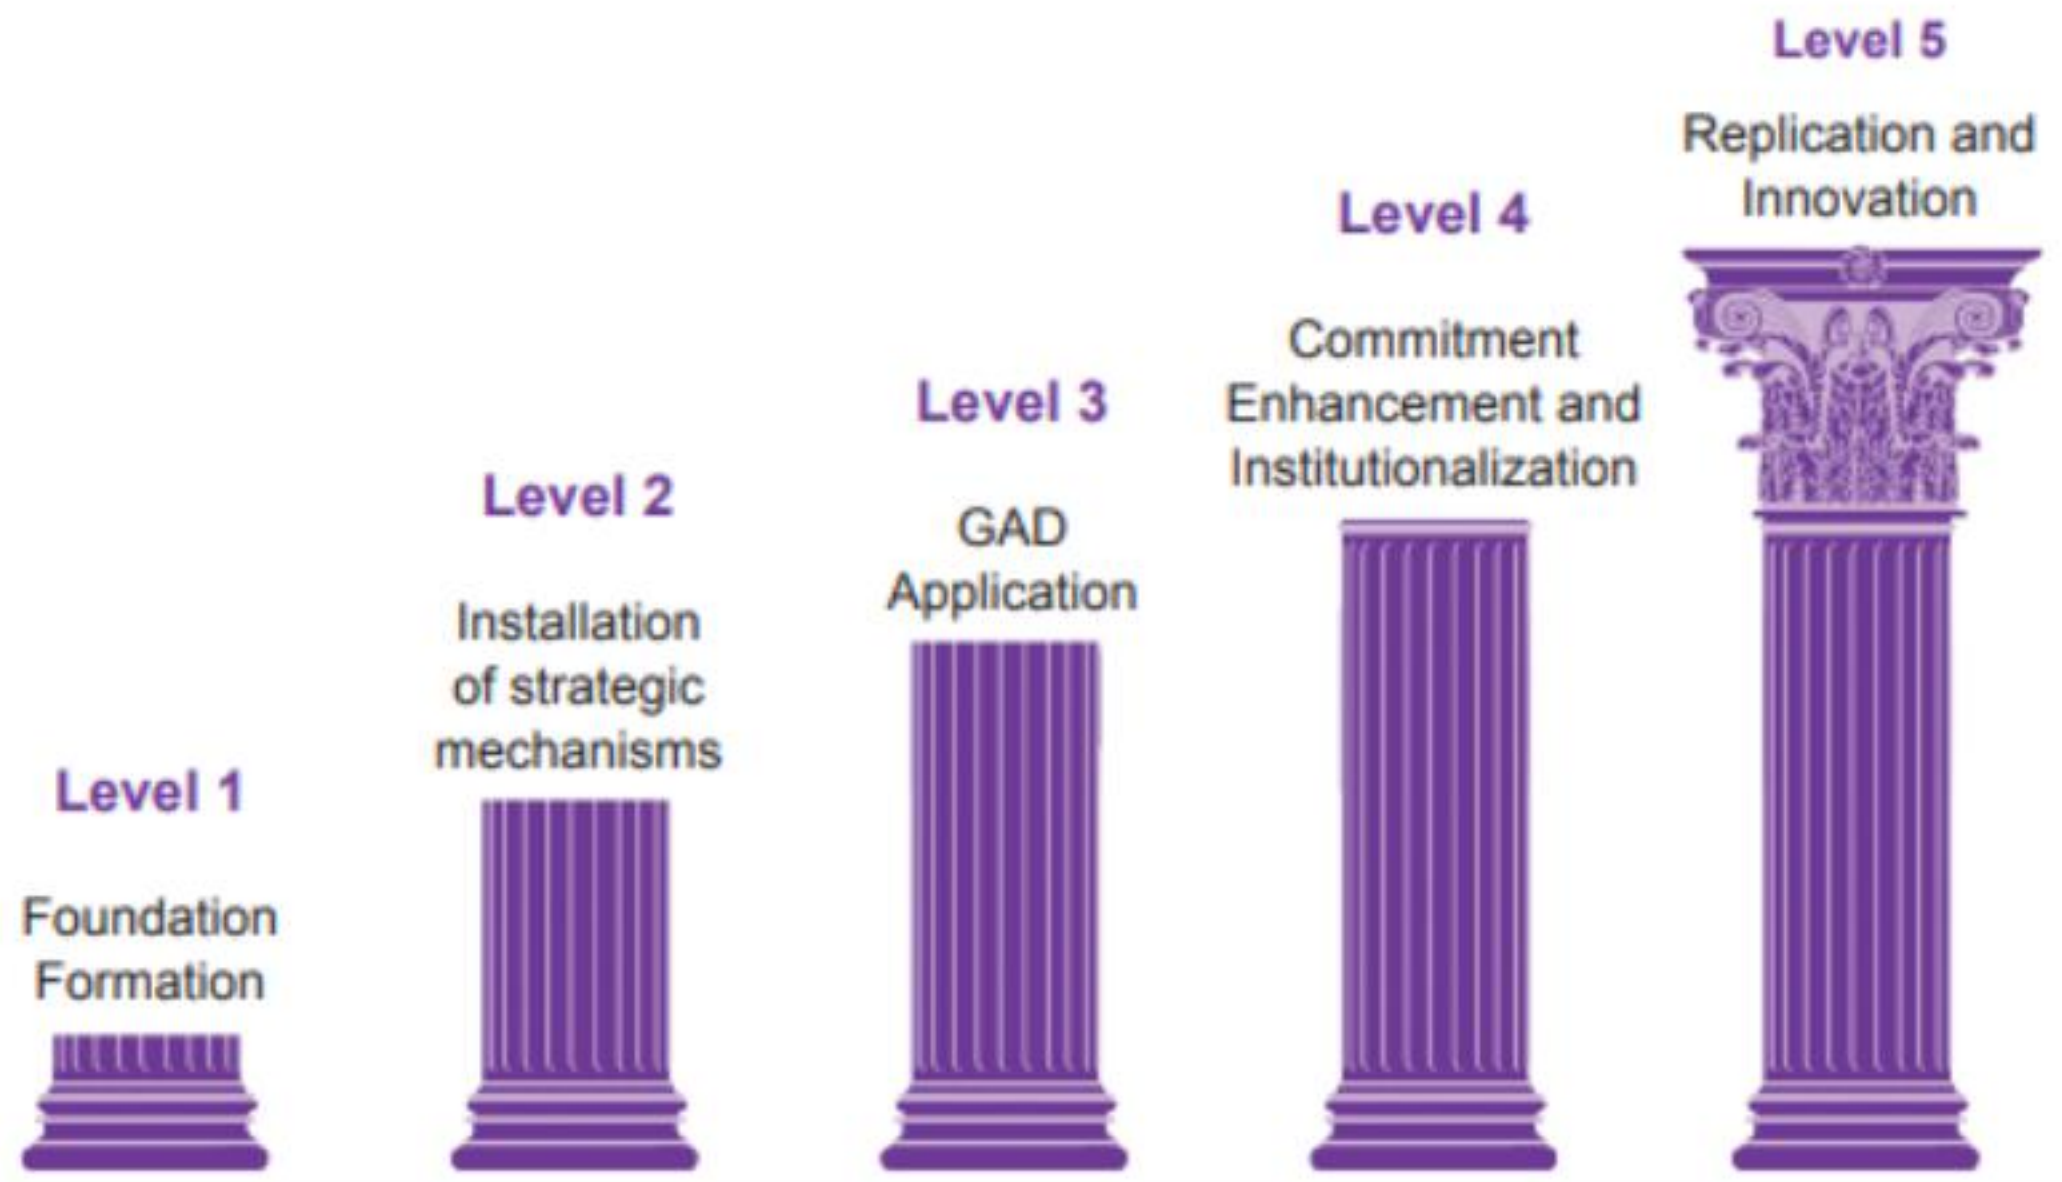 Level 1
Foundation
Formation
Level 2
Installation
of strategic
mechanisms
Level 3
GAD
Application
Level 4
Commitment
Enhancement and
Institutionalization
Level 5
Replication and
Innovation